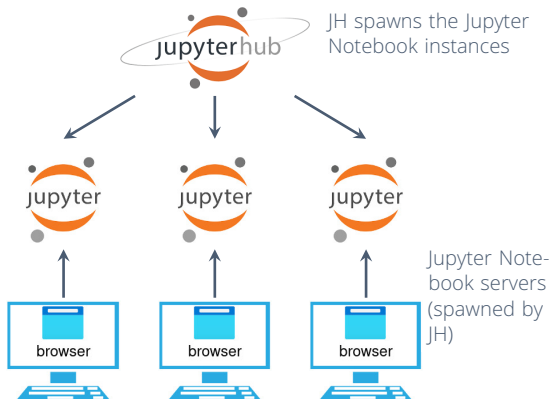 JH spawns the Jupyter
Notebook instances
jupyterhub
jupyter
jupyter
jupyter
Jupyter Note-
book servers
(spawned by
JH)
browser
browser
browser